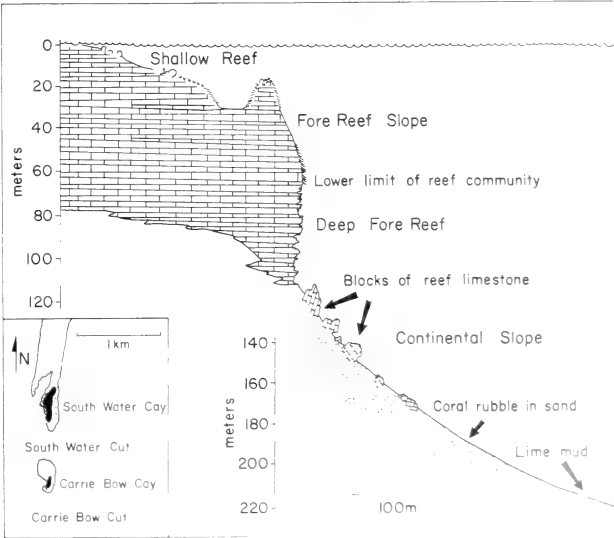 0
20
40
60
80
100
120
meters
Shallow Reef
Fore Reef Slope
Lower limit of reef community
Deep Fore Reef
Blocks of reef limestone
Continental Slope
Coral rubble in sand
Lime mud
140
160
180
200
220
meters
100m
1km
N
South Water Cay
South Water Cut
Carrie Bow Cay
Carrie Bow Cut